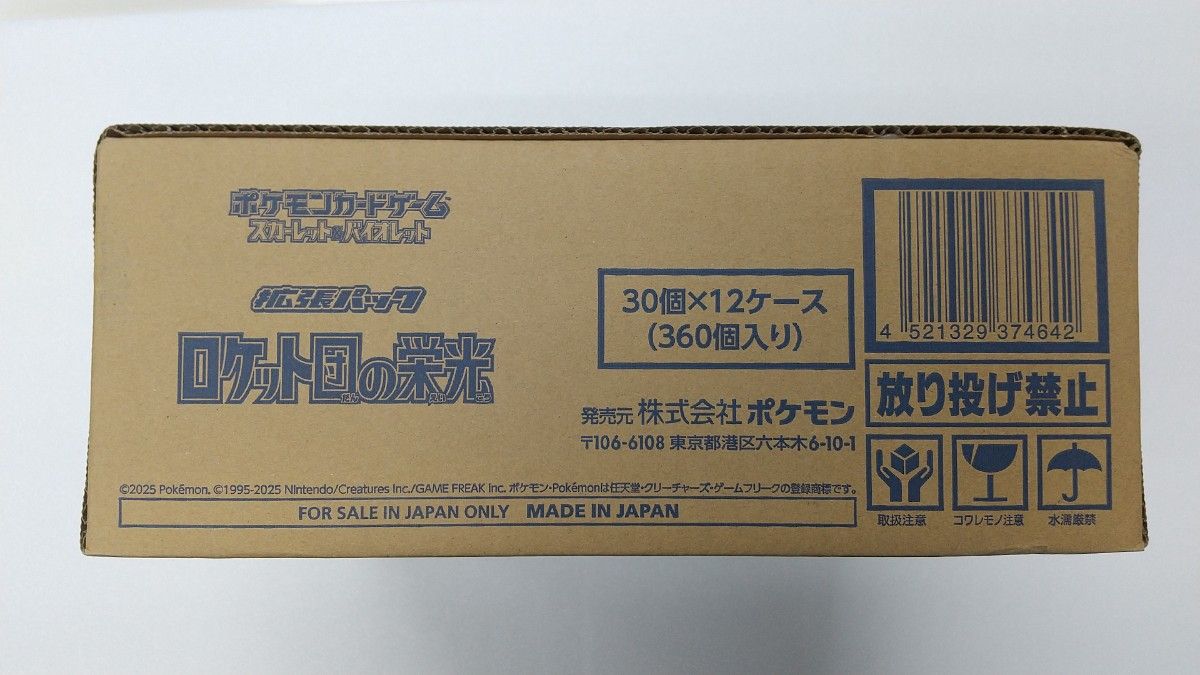 ポケモンカードゲーム
スカーレット&バイオレット
拡張パック
ロケット団の栄光
だん えいこう
30個×12ケース
(360個入り)
発売元 株式会社 ポケモン
〒106-6108 東京都港区六本木6-10-1
4 521329 374642
放り投げ禁止
取扱注意 コワレモノ注意 水濡厳禁
©2025 Pokémon. ©1995-2025 Nintendo/Creatures Inc./GAME FREAK inc. ポケモン・Pokémonは任天堂・クリーチャーズ・ゲームフリークの登録商標です。
FOR SALE IN JAPAN ONLY MADE IN JAPAN